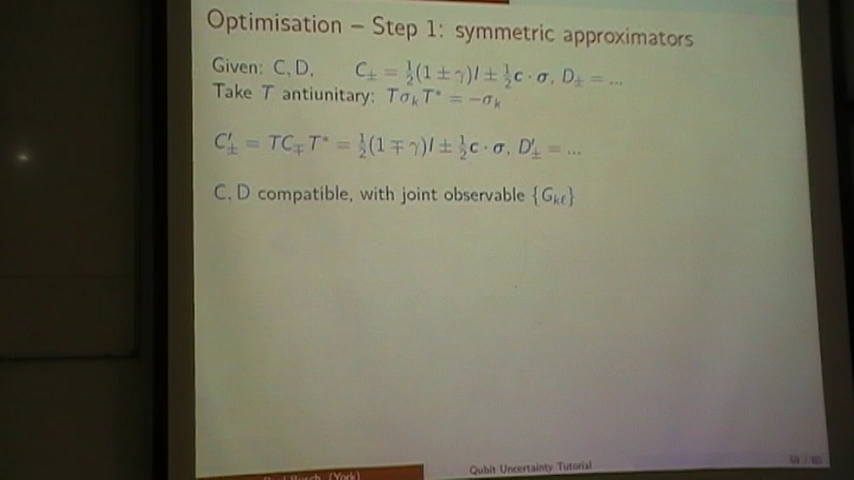 Optimisation – Step 1: symmetric approximators
Given: C, D,   C± = ½(1 ± γ)I ± ½c · σ, D± = ...
Take T antiunitary: Tσ_kT* = −σ_k
C′± = TC∓T* = ½(1 ∓ γ)I ± ½c · σ, D′± = ...
C, D compatible, with joint observable {G_kℓ}
(York)
Qubit Uncertainty Tutorial